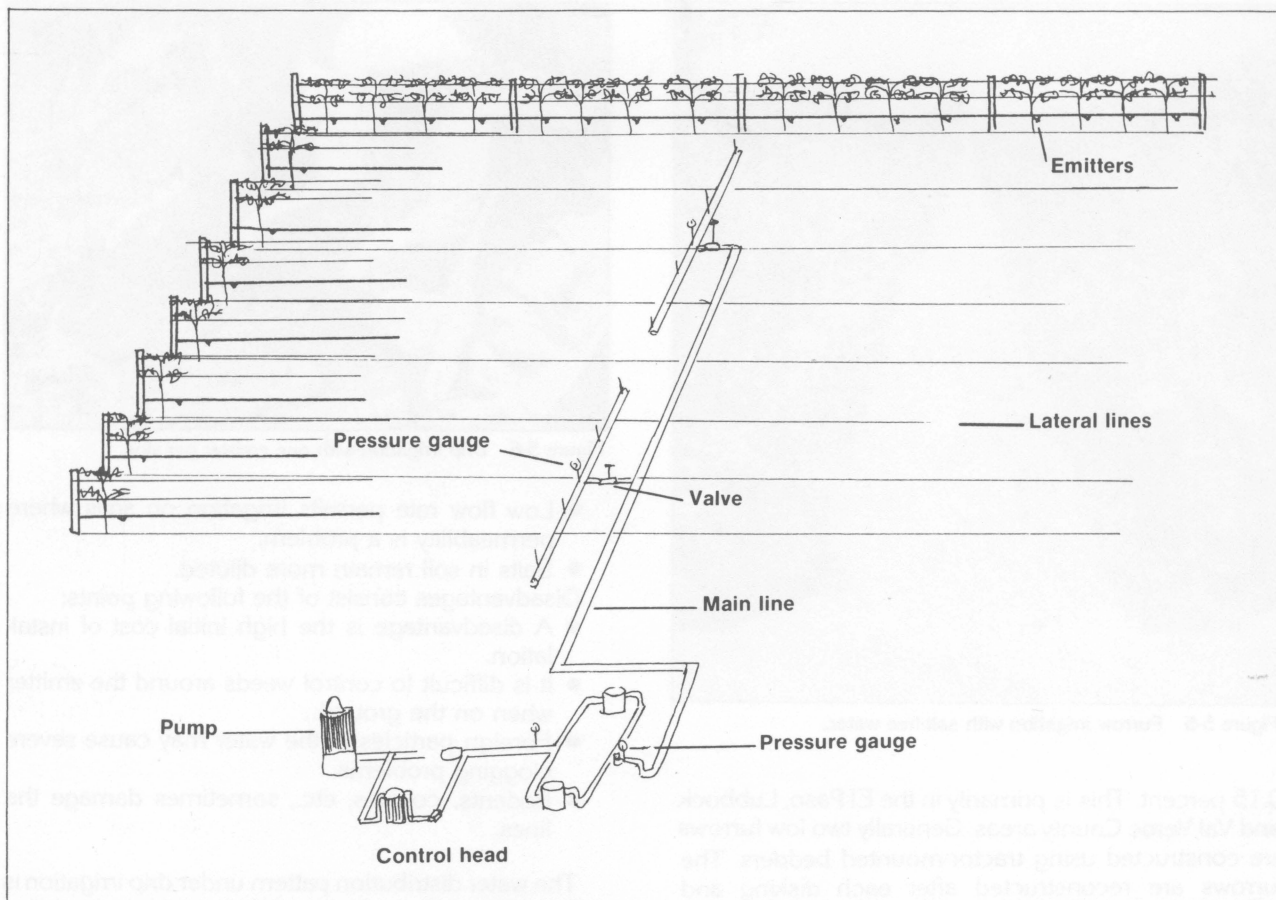 Emitters
Lateral lines
Pressure gauge
Valve
Main line
Pump
Pressure gauge
Control head